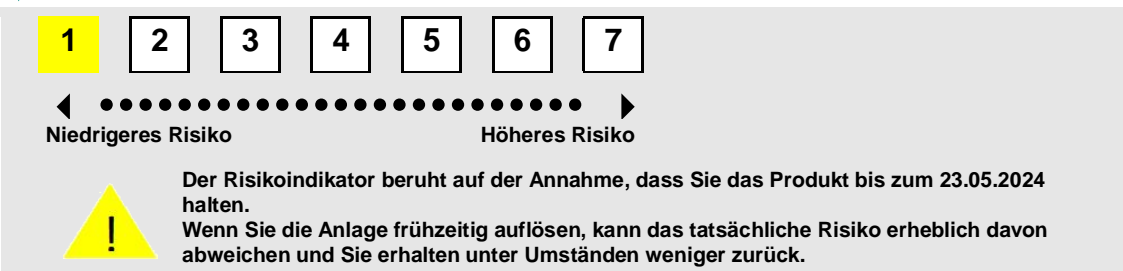 1 2 3 4 5 6 7
Niedrigeres Risiko Höheres Risiko
Der Risikoindikator beruht auf der Annahme, dass Sie das Produkt bis zum 23.05.2024
halten.
!
Wenn Sie die Anlage frühzeitig auflösen, kann das tatsächliche Risiko erheblich davon
abweichen und Sie erhalten unter Umständen weniger zurück.